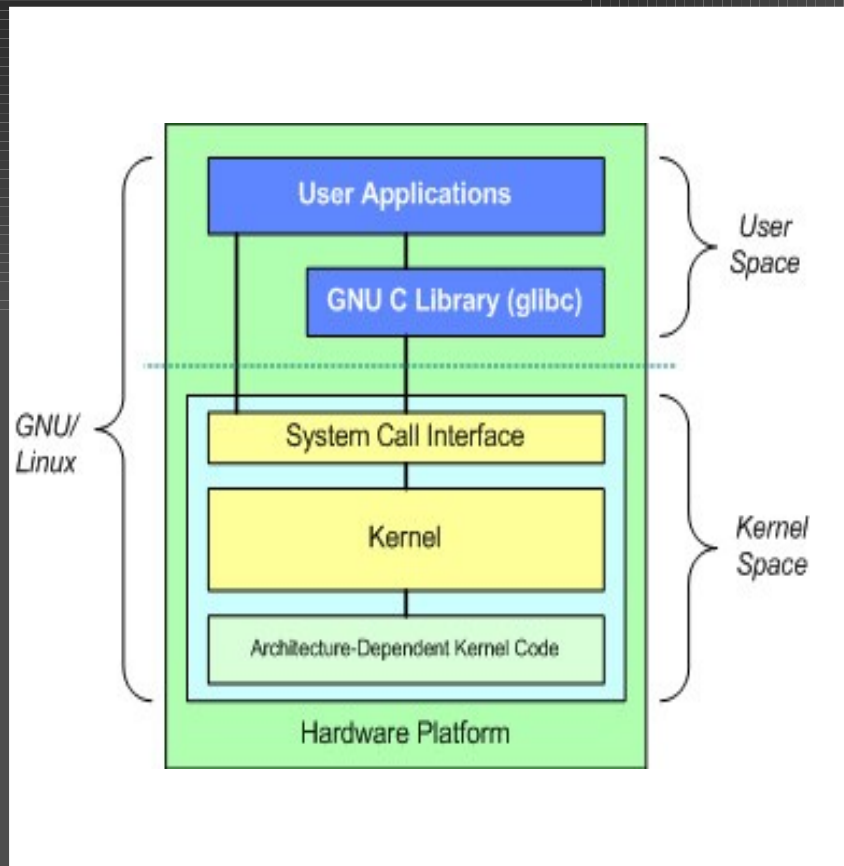 User Applications
User
Space
GNU C Library (glibc)
GNU/
Linux
System Call Interface
Kernel
Kernel
Space
Architecture-Dependent Kernel Code
Hardware Platform